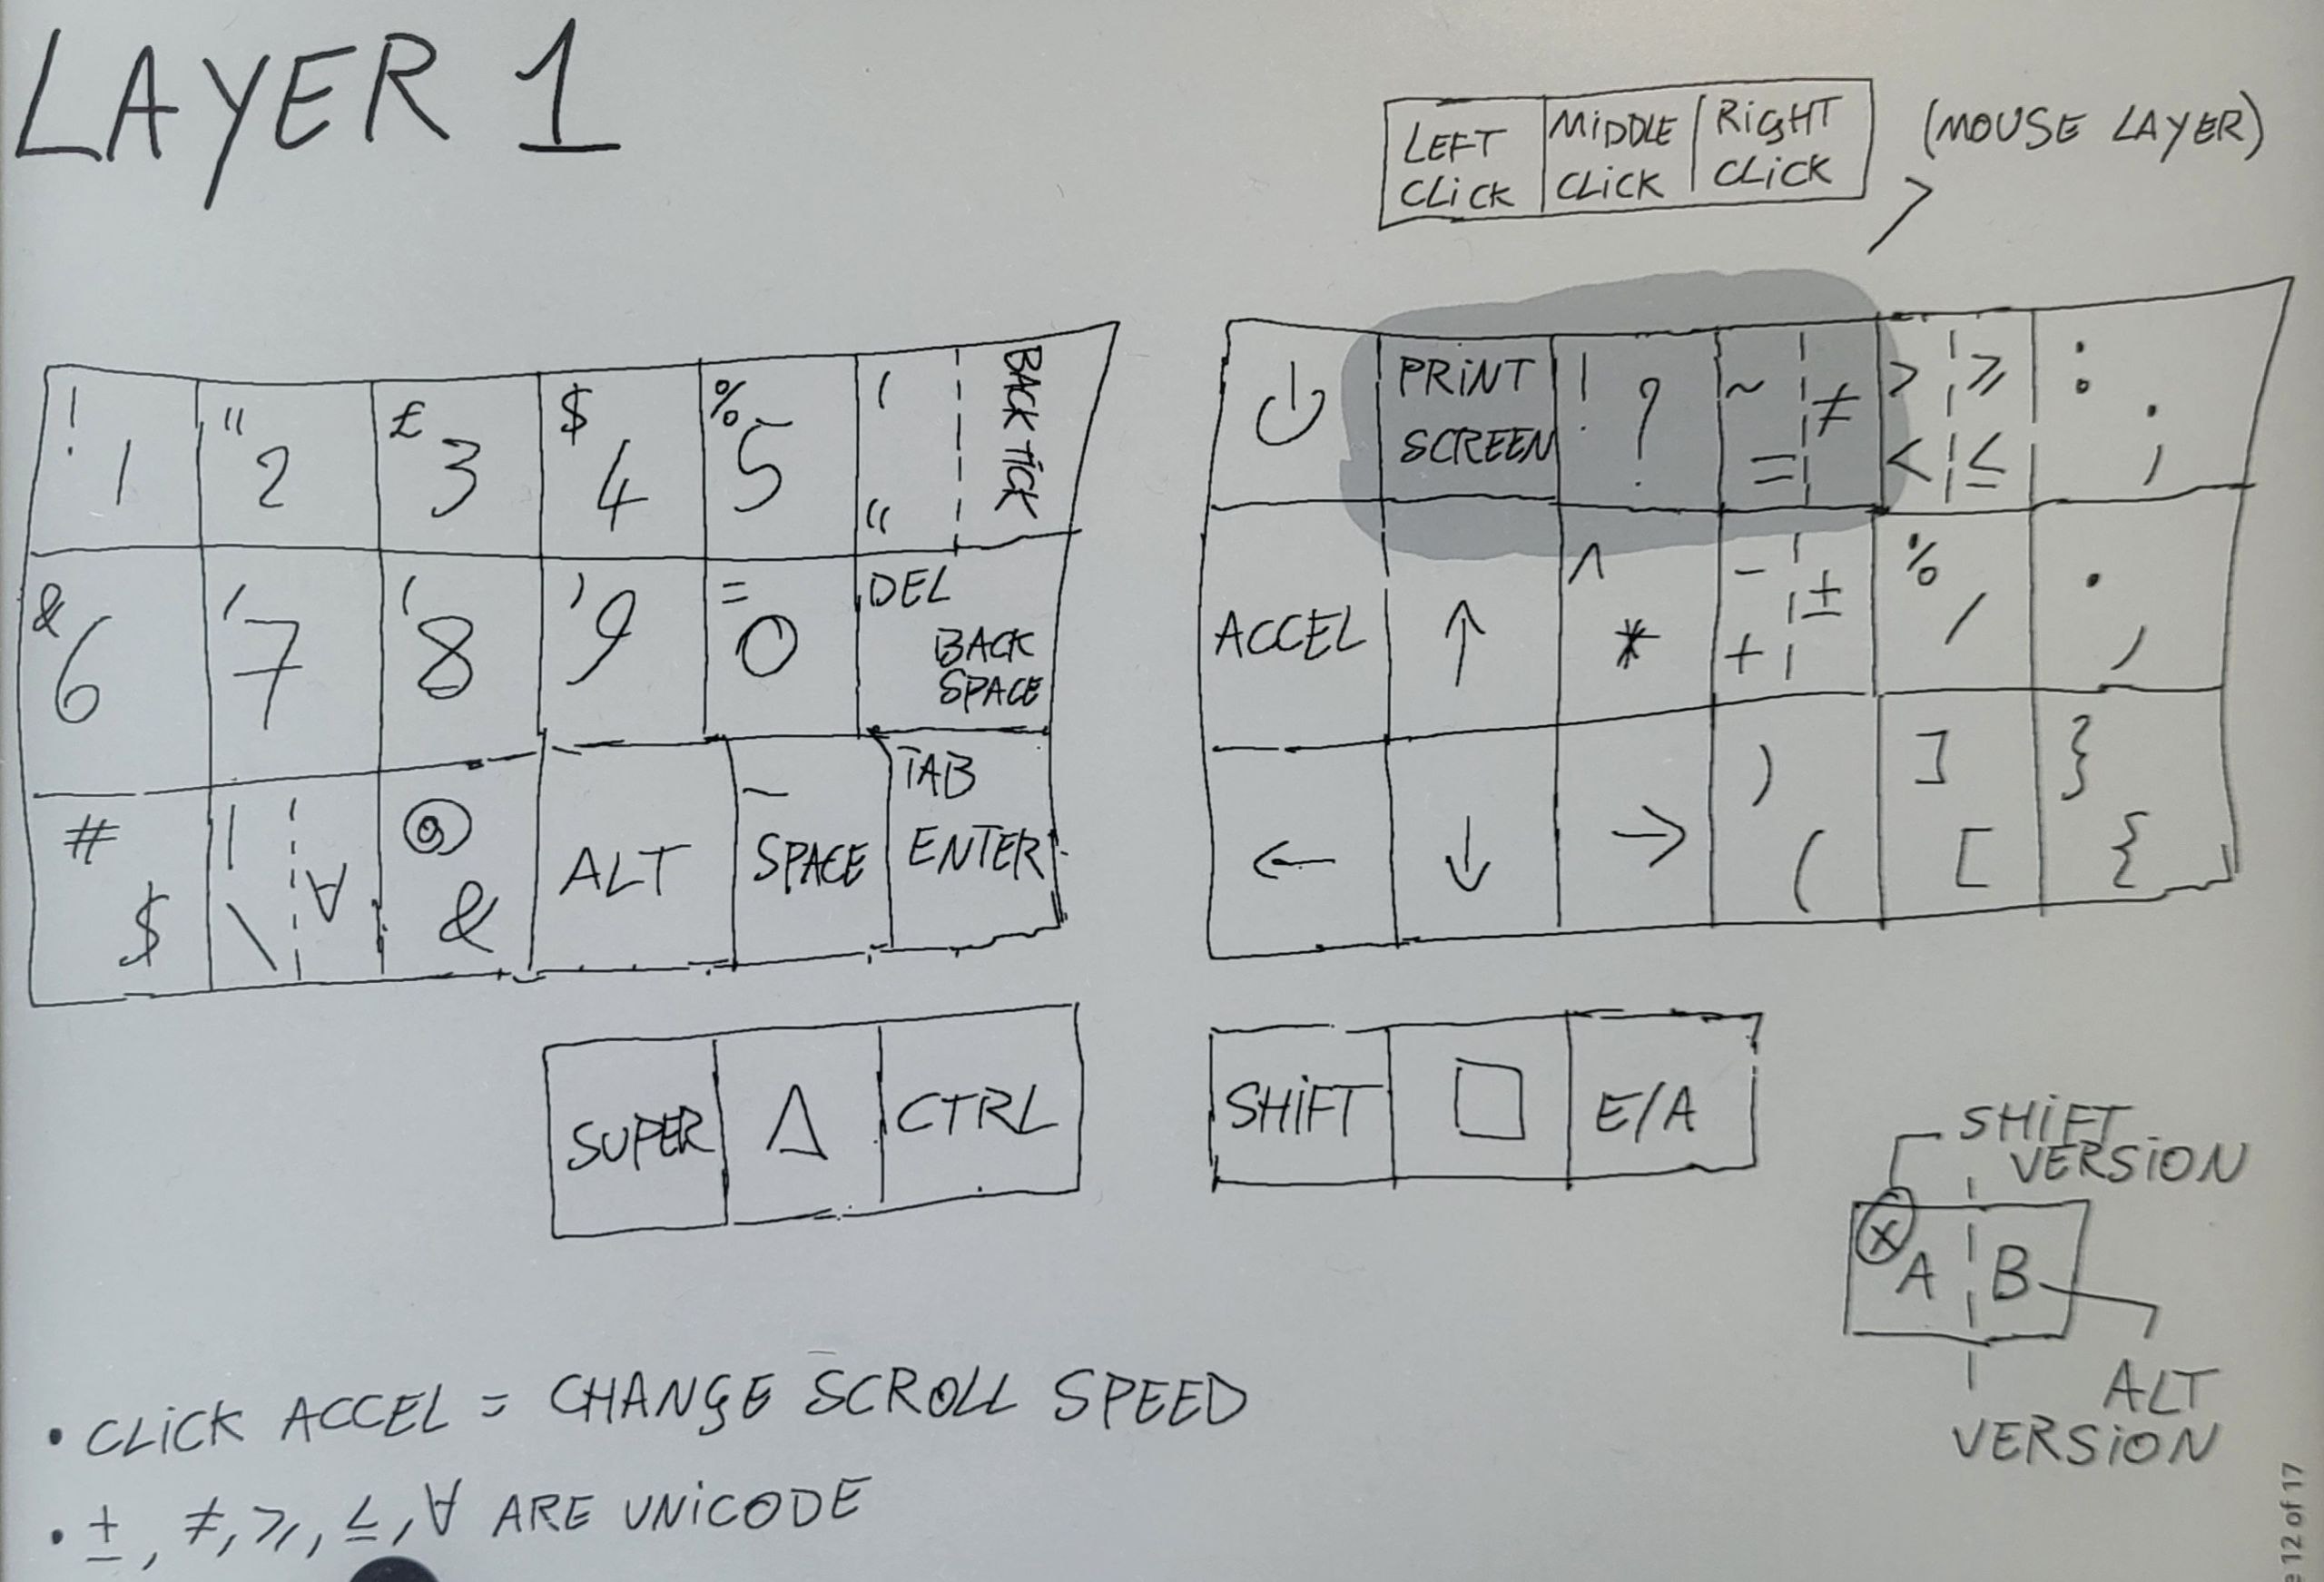 LAYER 1
LEFT CLICK
MIDDLE CLICK
RIGHT CLICK
(MOUSE LAYER)
! 1
" 2
£ 3
$ 4
% 5
' " BACK TICK
& 6
/ 7
( 8
) 9
= 0
DEL BACK SPACE
# $
| \ ∀
@ &
ALT
_ SPACE
TAB ENTER
PRINT SCREEN
! ?
~ = ≠
> < ≥ ≤
: ;
ACCEL
↑
^ *
- + ±
% /
. ,
←
↓
→
) (
] [
} {
SUPER
Δ
CTRL
SHIFT
□
E/A
SHIFT
VERSION
X A B
ALT
VERSION
• CLICK ACCEL = CHANGE SCROLL SPEED
• ±, ≠, ≥, ≤, ∀ ARE UNICODE
12 of 17